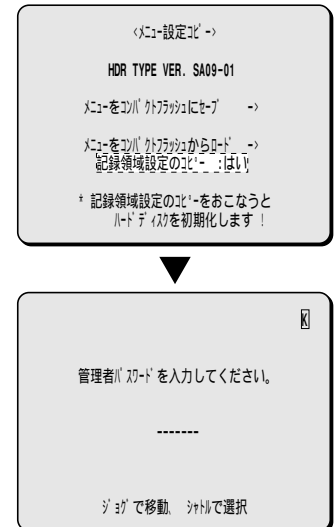 <ﾒﾆｭｰ設定ｺﾋﾟｰ>
HDR TYPE VER. SA09-01
ﾒﾆｭｰをｺﾝﾊﾟｸﾄﾌﾗｯｼｭにｾｰﾌﾞ ->
ﾒﾆｭｰをｺﾝﾊﾟｸﾄﾌﾗｯｼｭからﾛｰﾄﾞ ->
記録領域設定のｺﾋﾟｰ :はい
* 記録領域設定のｺﾋﾟｰをおこなうと
ﾊｰﾄﾞﾃﾞｨｽｸを初期化します!
K
管理者ﾊﾟｽﾜｰﾄﾞを入力してください。
-------
ｼﾞｮｸﾞで移動、 ｼｬﾄﾙで選択